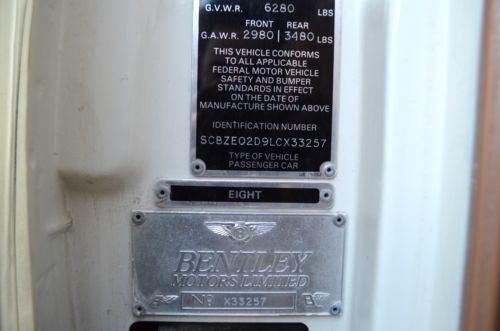 G.V.W.R. 6280 LBS
FRONT REAR
G.A.W.R. 2980 | 3480 LBS
THIS VEHICLE CONFORMS
TO ALL APPLICABLE
FEDERAL MOTOR VEHICLE
SAFETY AND BUMPER
STANDARDS IN EFFECT
ON THE DATE OF
MANUFACTURE SHOWN ABOVE
IDENTIFICATION NUMBER
SCBZE02D9LCX33257
TYPE OF VEHICLE
PASSENGER CAR
EIGHT
B
BENTLEY
MOTORS LIMITED
No X33257